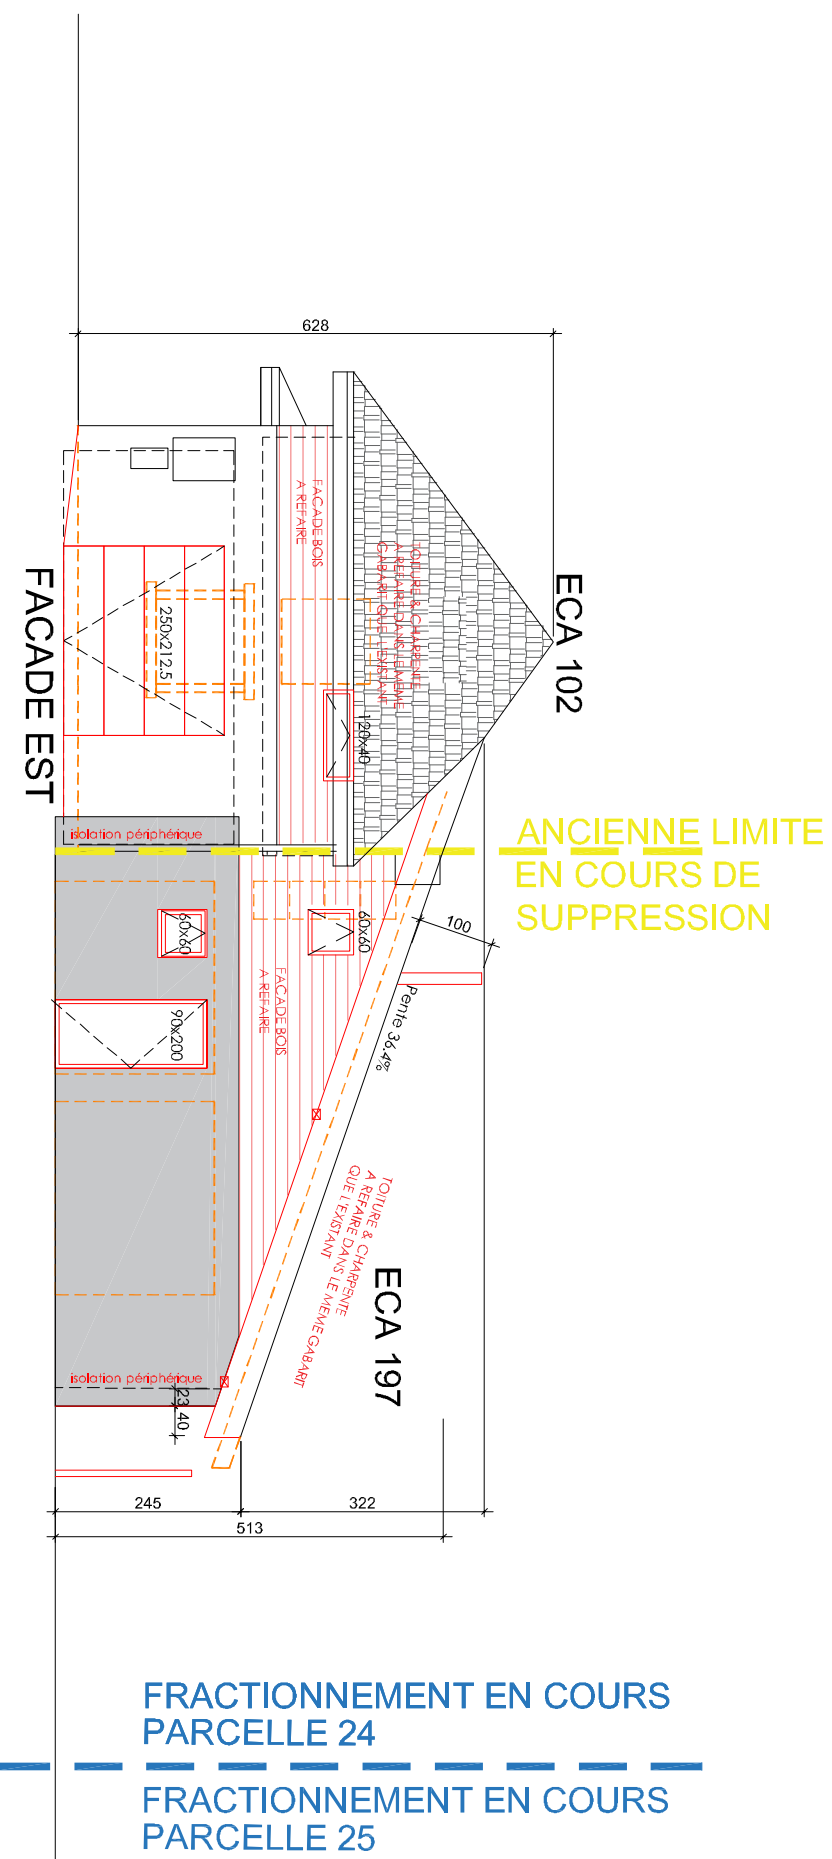 628
FACADE BOIS
A REFAIRE
TOITURE & CHARPENTE
A REFAIRE DANS LE MEME
GABARIT QUE L'EXISTANT
ECA 102
250x212.5
FACADE EST
120x40
isolation périphérique
ANCIENNE LIMITE
EN COURS DE
SUPPRESSION
60x60
60x60
100
FACADE BOIS
A REFAIRE
90x200
Pente 36.4%
TOITURE & CHARPENTE
A REFAIRE DANS LE MEME GABARIT
QUE L'EXISTANT
ECA 197
isolation périphérique
23
40
245
322
513
FRACTIONNEMENT EN COURS
PARCELLE 24
FRACTIONNEMENT EN COURS
PARCELLE 25